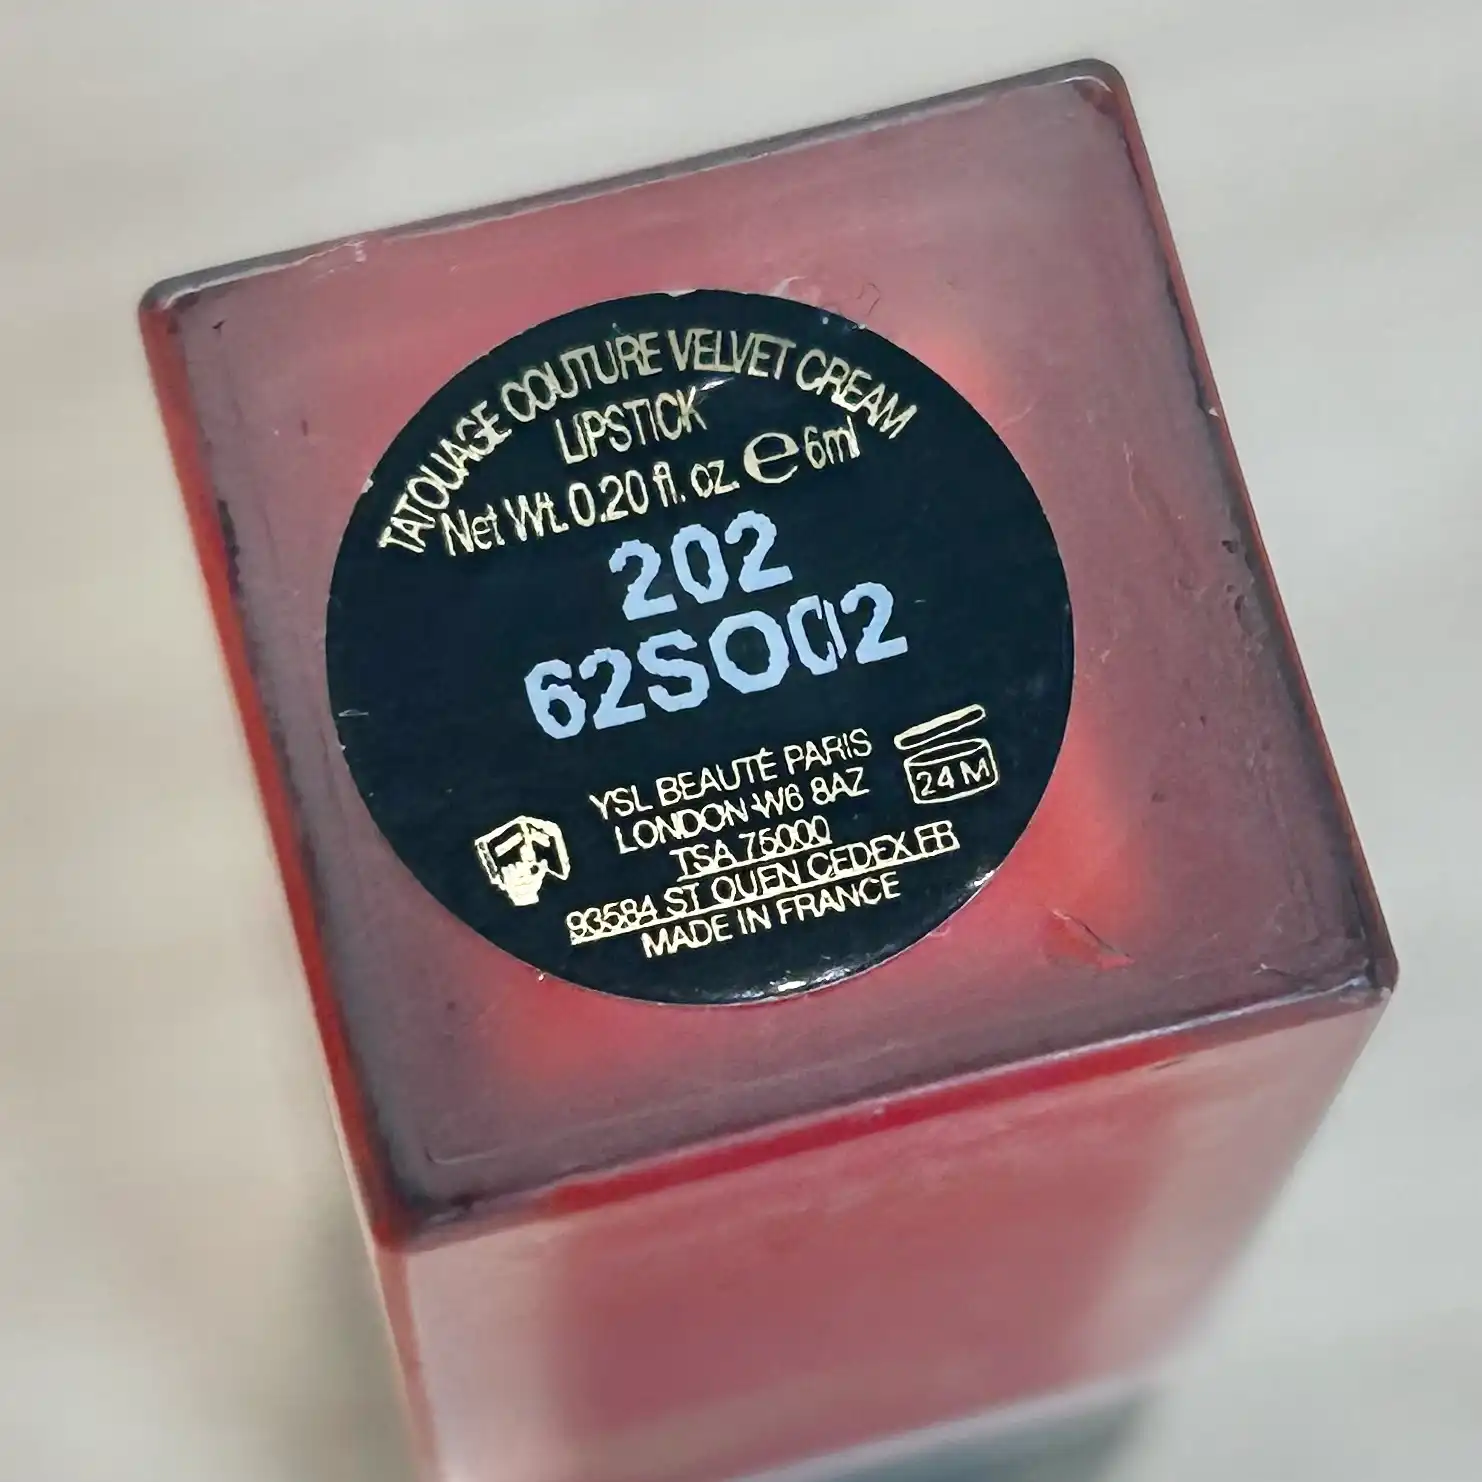 TATOUAGE COUTURE VELVET CREAM
LIPSTICK
Net Wt. 0.20 fl. oz. e 6ml
202
62SO02
YSL BEAUTÉ PARIS
LONDON W6 8AZ
24 M
TSA 75000
93584 ST OUEN CEDEX FR
MADE IN FRANCE